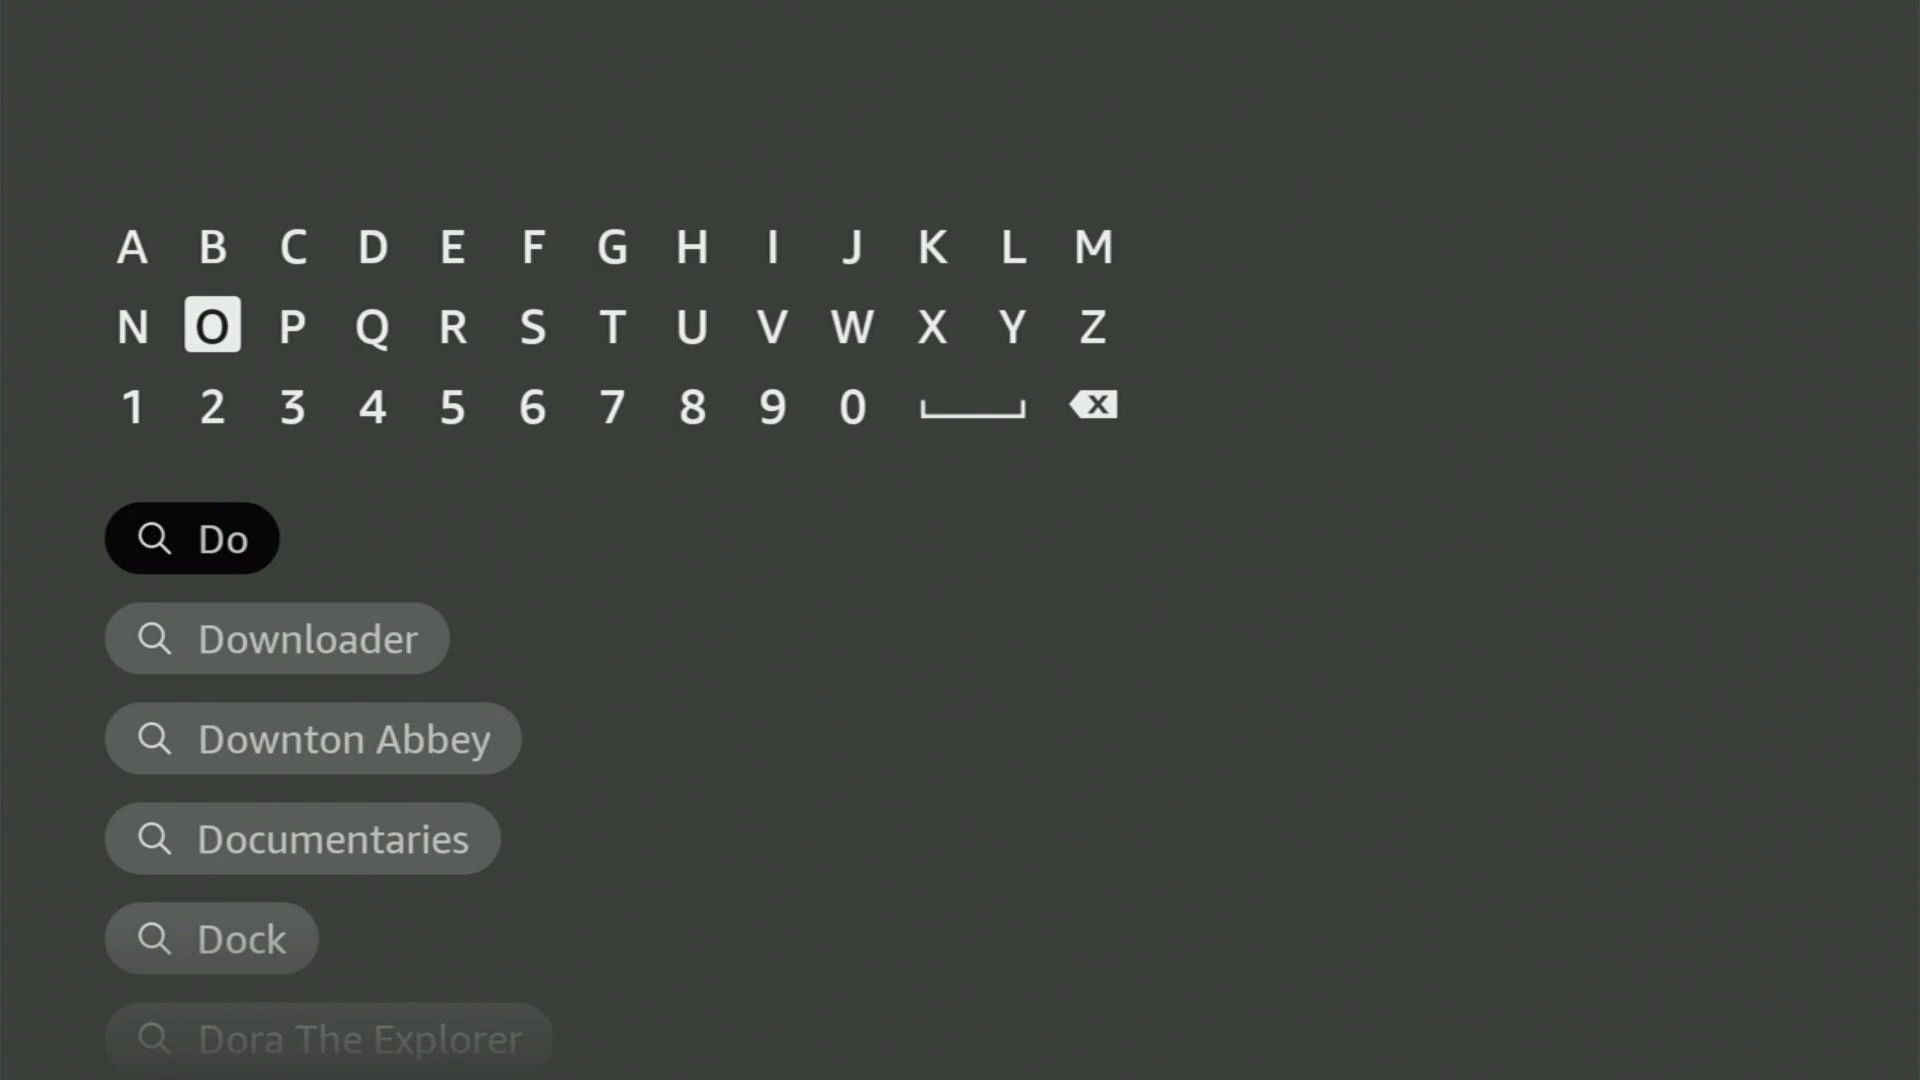 A B C D E F G H I J K L M
N O P Q R S T U V W X Y Z
1 2 3 4 5 6 7 8 9 0
Do
Downloader
Downton Abbey
Documentaries
Dock
Dora The Explorer